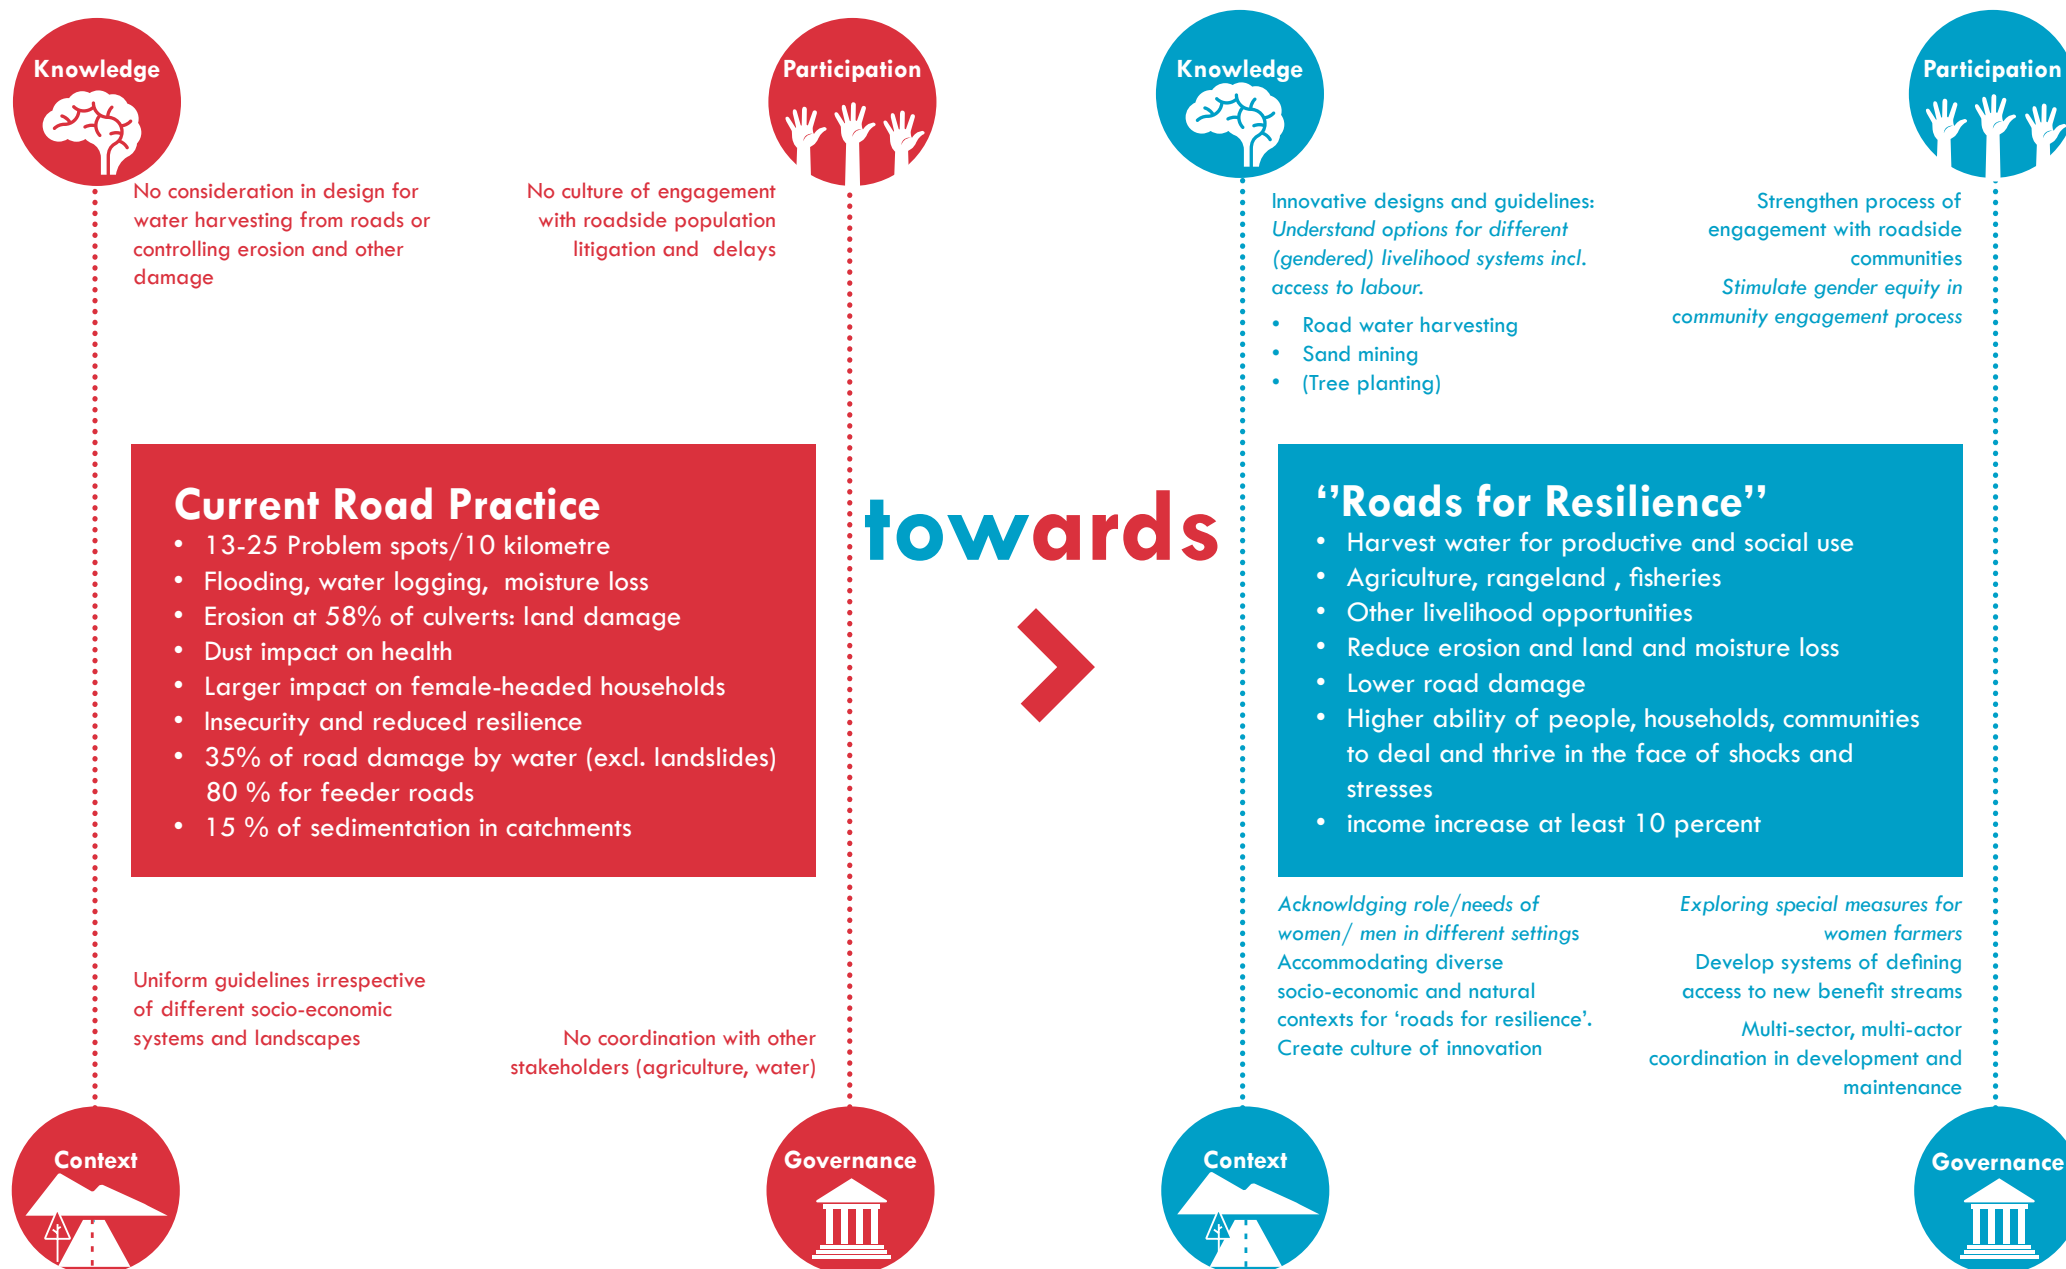 Knowledge
No consideration in design for
water harvesting from roads or
controlling erosion and other
damage
Participation
No culture of engagement
with roadside population
litigation and  delays
Current Road Practice
• 13-25 Problem spots/10 kilometre
• Flooding, water logging,  moisture loss
• Erosion at 58% of culverts: land damage
• Dust impact on health
• Larger impact on female-headed households
• Insecurity and reduced resilience
• 35% of road damage by water (excl. landslides)
80 % for feeder roads
• 15 % of sedimentation in catchments
Uniform guidelines irrespective
of different socio-economic
systems and landscapes
No coordination with other
stakeholders (agriculture, water)
Context
Governance
towards
Knowledge
Innovative designs and guidelines:
Understand options for different
(gendered) livelihood systems incl.
access to labour.
• Road water harvesting
• Sand mining
• (Tree planting)
Participation
Strengthen process of
engagement with roadside
communities
Stimulate gender equity in
community engagement process
‘’Roads for Resilience’’
• Harvest water for productive and social use
• Agriculture, rangeland , fisheries
• Other livelihood opportunities
• Reduce erosion and land and moisture loss
• Lower road damage
• Higher ability of people, households, communities
to deal and thrive in the face of shocks and
stresses
• income increase at least 10 percent
Acknowldging role/needs of
women/ men in different settings
Accommodating diverse
socio-economic and natural
contexts for ‘roads for resilience’.
Create culture of innovation
Exploring special measures for
women farmers
Develop systems of defining
access to new benefit streams
Multi-sector, multi-actor
coordination in development and
maintenance
Context
Governance